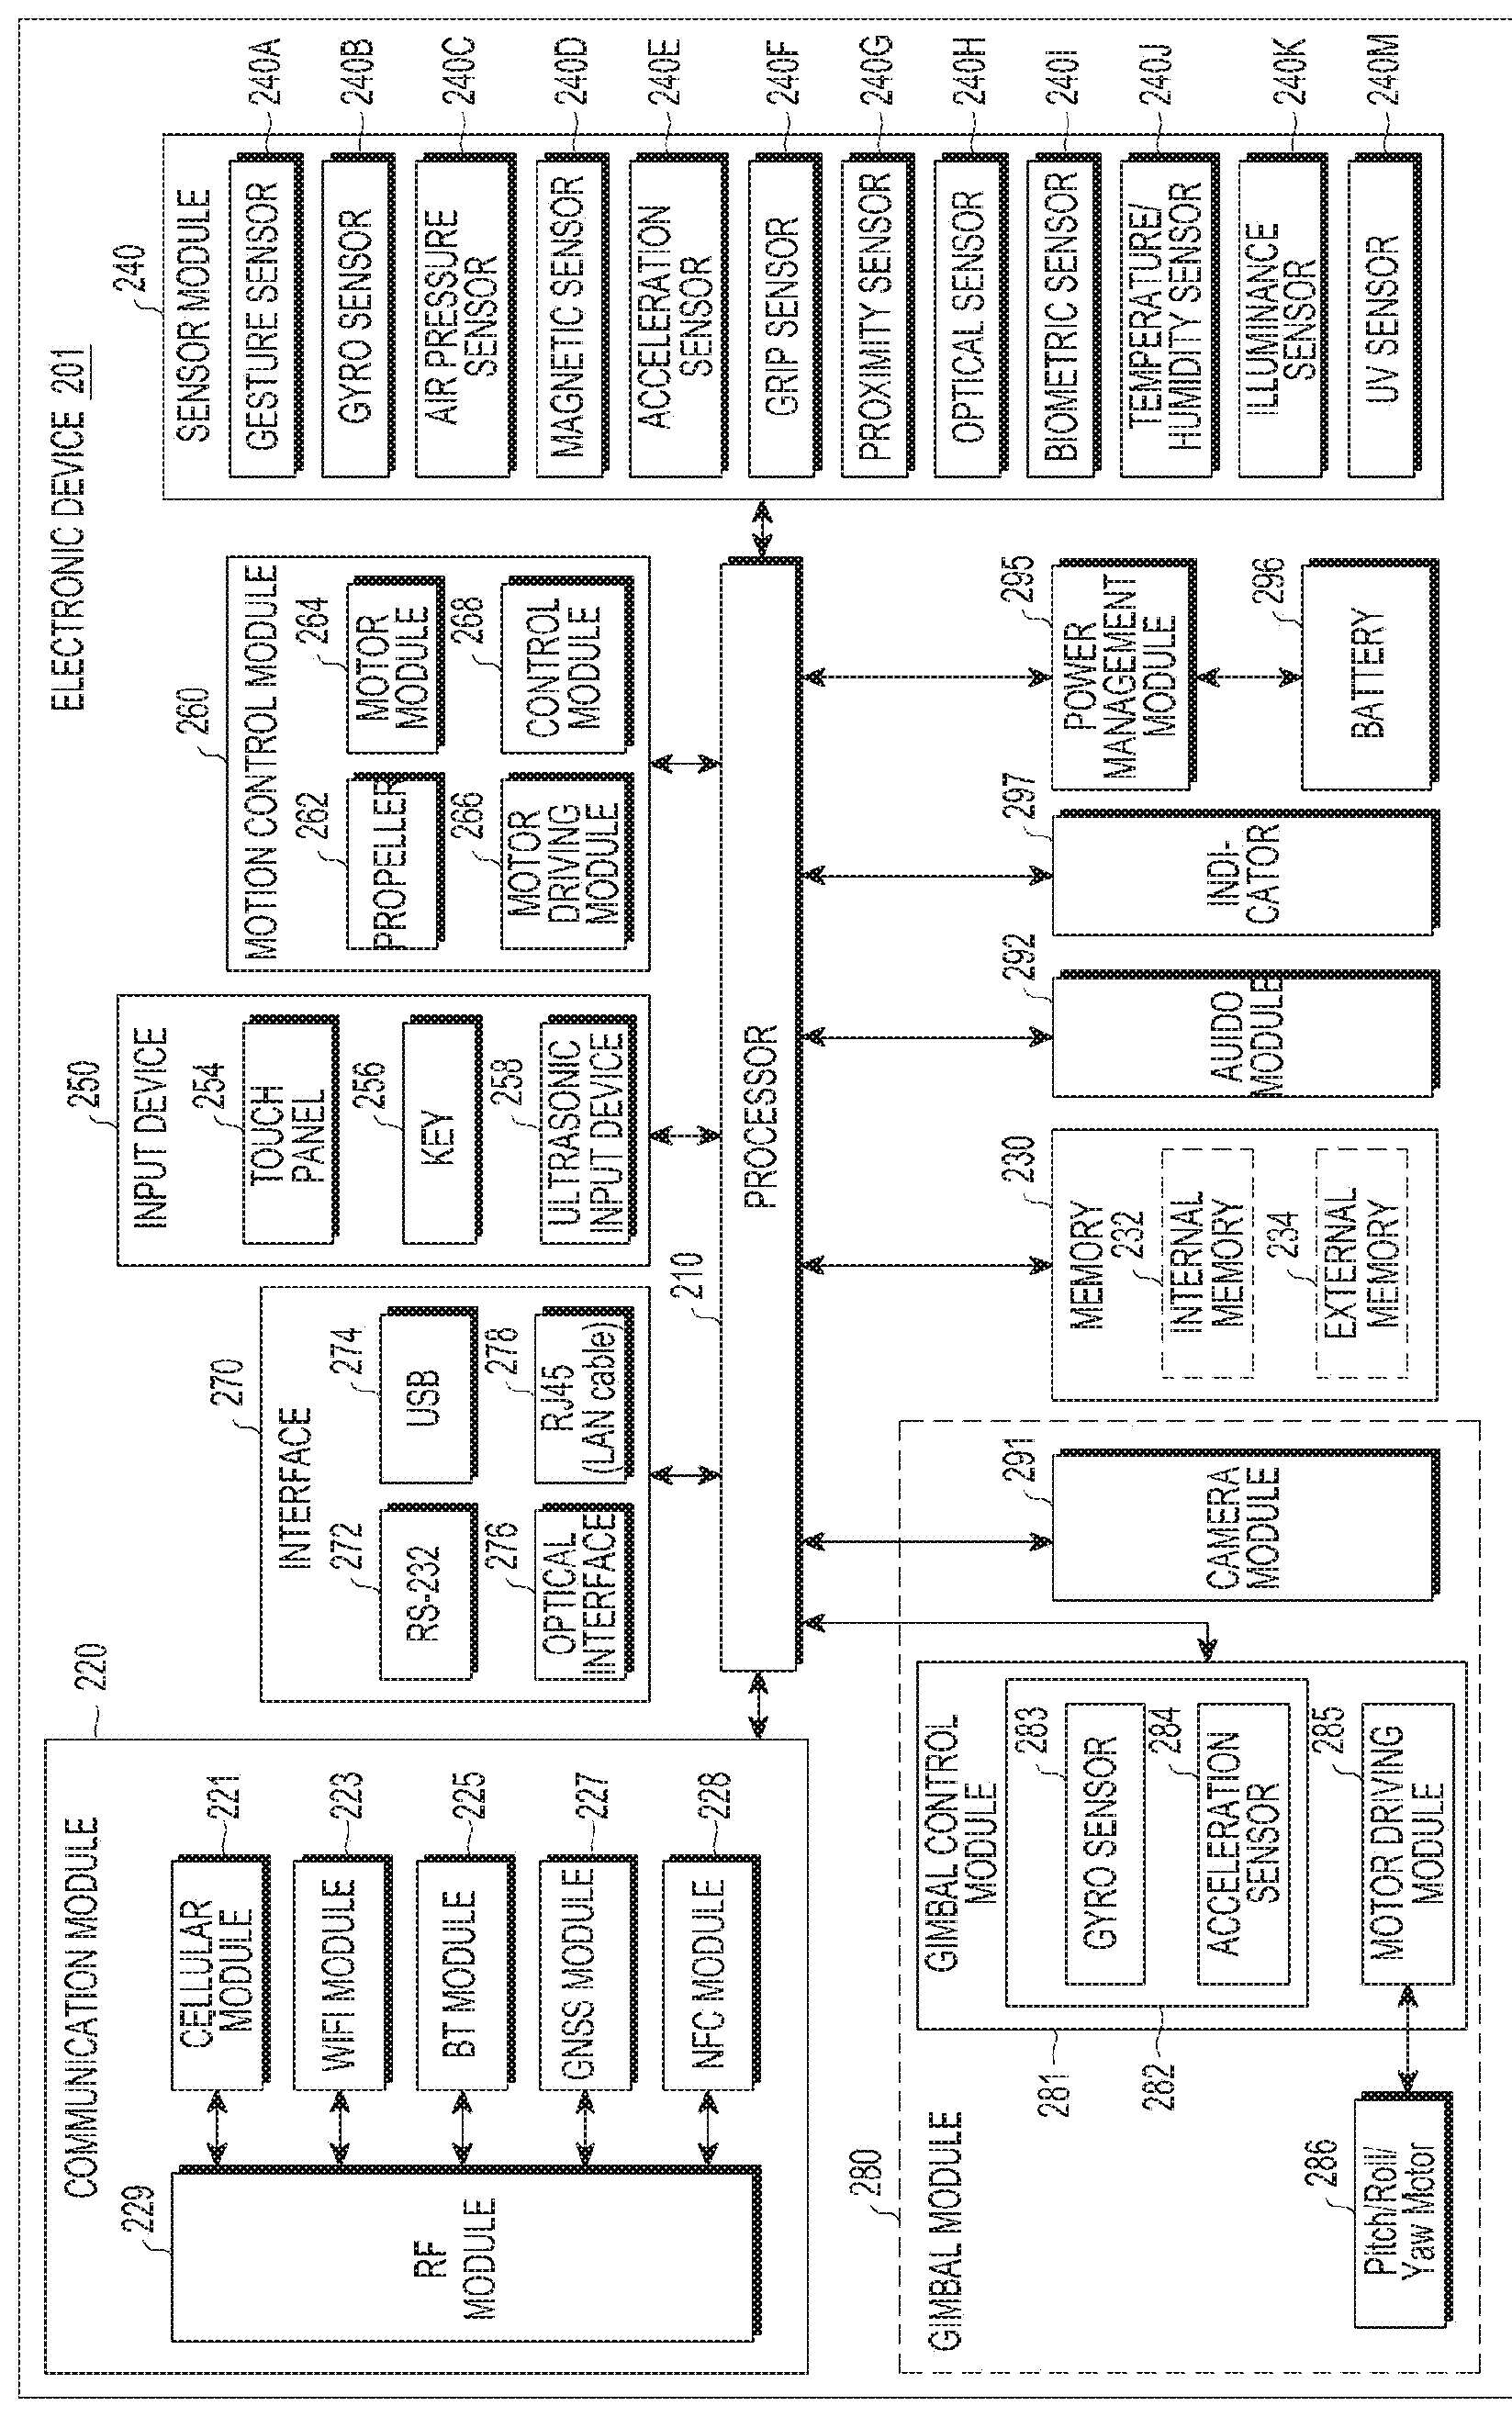 ELECTRONIC DEVICE 201
220
COMMUNICATION MODULE
229
RF
MODULE
CELLULAR
MODULE
221
WIFI MODULE
223
BT MODULE
225
GNSS MODULE
227
NFC MODULE
228
270
INTERFACE
272
RS-232
274
USB
276
OPTICAL
INTERFACE
278
RJ45
(LAN cable)
250
INPUT DEVICE
254
TOUCH
PANEL
256
KEY
258
ULTRASONIC
INPUT DEVICE
260
MOTION CONTROL MODULE
262
PROPELLER
264
MOTOR
MODULE
266
MOTOR
DRIVING
MODULE
268
CONTROL
MODULE
240
SENSOR MODULE
GESTURE SENSOR
240A
GYRO SENSOR
240B
AIR PRESSURE
SENSOR
240C
MAGNETIC SENSOR
240D
ACCELERATION
SENSOR
240E
GRIP SENSOR
240F
PROXIMITY SENSOR
240G
OPTICAL SENSOR
240H
BIOMETRIC SENSOR
240I
TEMPERATURE/
HUMIDITY SENSOR
240J
ILLUMINANCE
SENSOR
240K
UV SENSOR
240M
210
PROCESSOR
280
GIMBAL MODULE
281
GIMBAL CONTROL
MODULE
282
283
GYRO SENSOR
284
ACCELERATION
SENSOR
285
MOTOR DRIVING
MODULE
286
Pitch/Roll/
Yaw Motor
291
CAMERA
MODULE
230
MEMORY
232
INTERNAL
MEMORY
234
EXTERNAL
MEMORY
292
AUIDO
MODULE
297
INDI-
CATOR
295
POWER
MANAGEMENT
MODULE
296
BATTERY